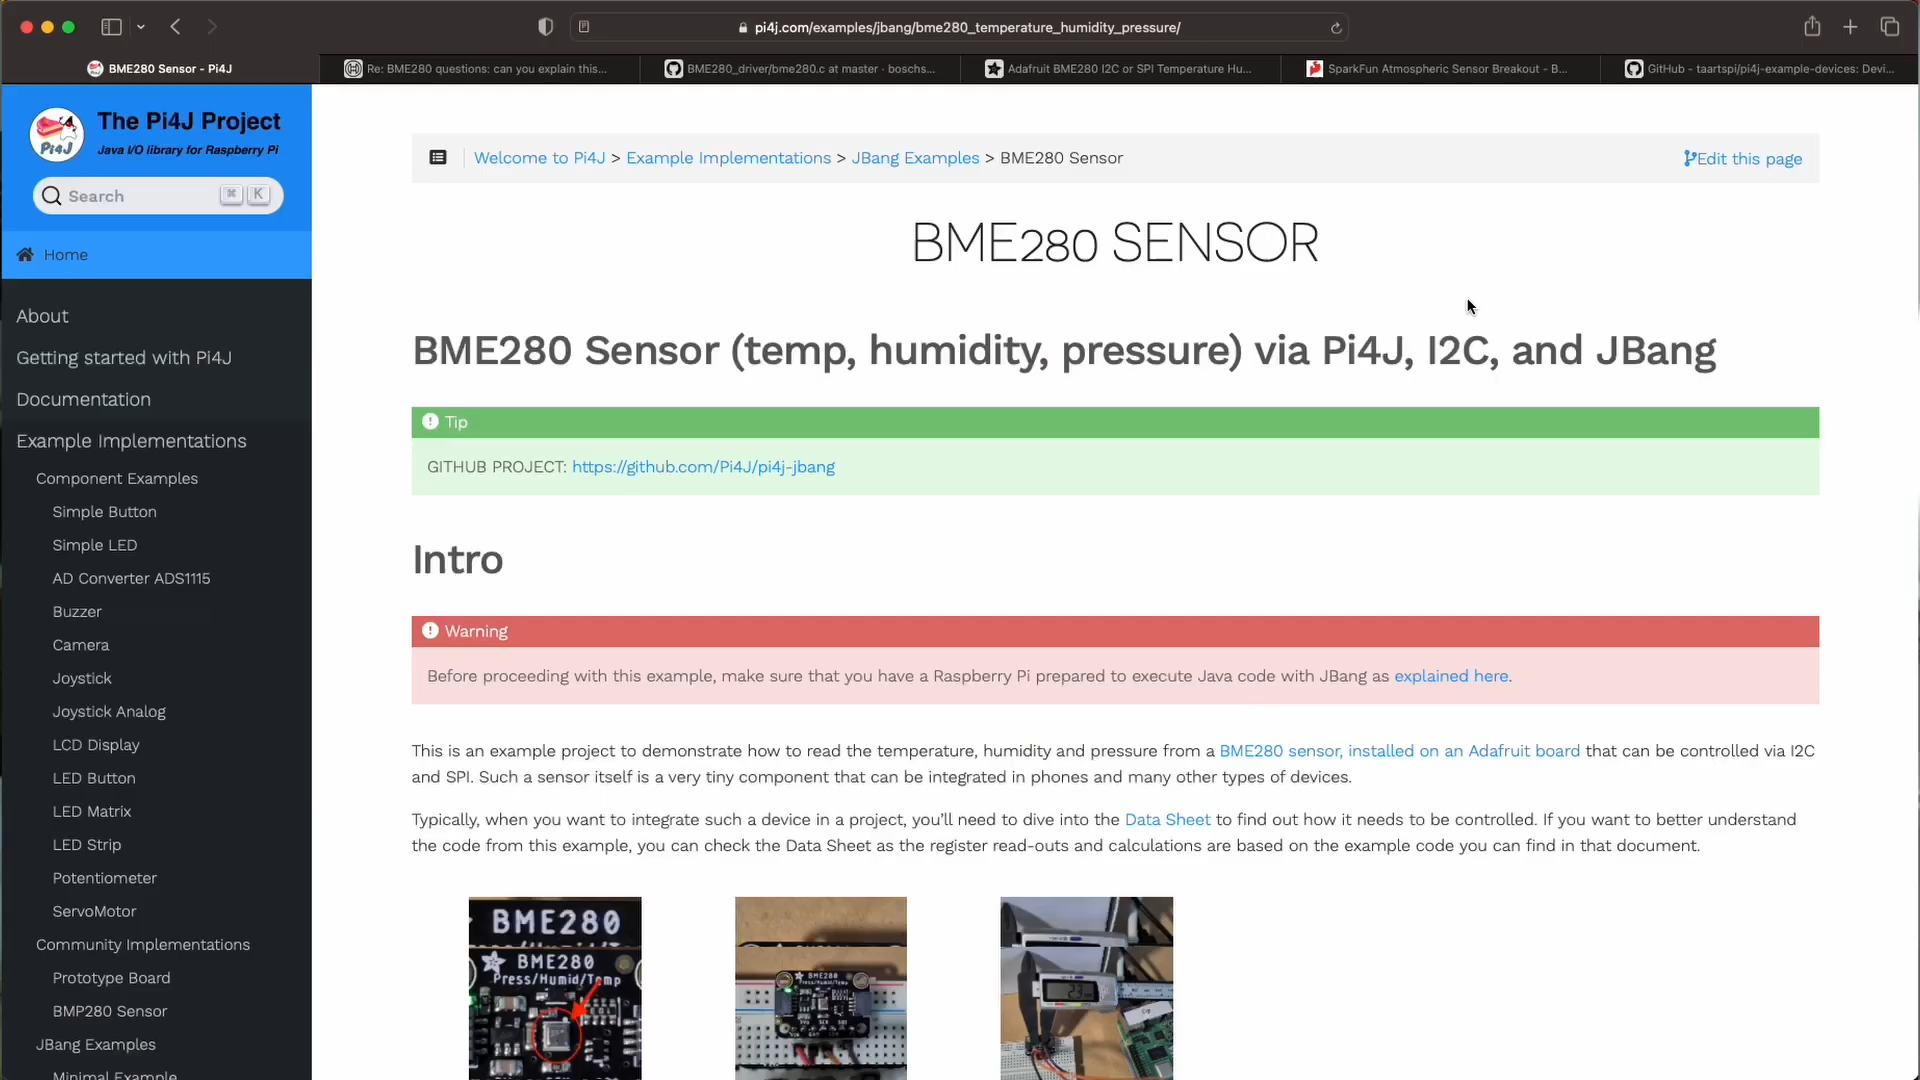 pi4j.com/examples/jbang/bme280_temperature_humidity_pressure/
BME280 Sensor - Pi4J
Re: BME280 questions: can you explain this...
BME280_driver/bme280.c at master · boschs...
Adafruit BME280 I2C or SPI Temperature Hu...
SparkFun Atmospheric Sensor Breakout - B...
GitHub - taartspi/pi4j-example-devices: Devi...
Pi4J
The Pi4J Project
Java I/O library for Raspberry Pi
Search ⌘ K
Home
About
Getting started with Pi4J
Documentation
Example Implementations
Component Examples
Simple Button
Simple LED
AD Converter ADS1115
Buzzer
Camera
Joystick
Joystick Analog
LCD Display
LED Button
LED Matrix
LED Strip
Potentiometer
ServoMotor
Community Implementations
Prototype Board
BMP280 Sensor
JBang Examples
Minimal Example
Welcome to Pi4J > Example Implementations > JBang Examples > BME280 Sensor
Edit this page
BME280 SENSOR
BME280 Sensor (temp, humidity, pressure) via Pi4J, I2C, and JBang
Tip
GITHUB PROJECT: https://github.com/Pi4J/pi4j-jbang
Intro
Warning
Before proceeding with this example, make sure that you have a Raspberry Pi prepared to execute Java code with JBang as explained here.
This is an example project to demonstrate how to read the temperature, humidity and pressure from a BME280 sensor, installed on an Adafruit board that can be controlled via I2C
and SPI. Such a sensor itself is a very tiny component that can be integrated in phones and many other types of devices.
Typically, when you want to integrate such a device in a project, you'll need to dive into the Data Sheet to find out how it needs to be controlled. If you want to better understand
the code from this example, you can check the Data Sheet as the register read-outs and calculations are based on the example code you can find in that document.
BME280
BME280
Press/Humid/Temp
BME280
Press/Humid/Temp